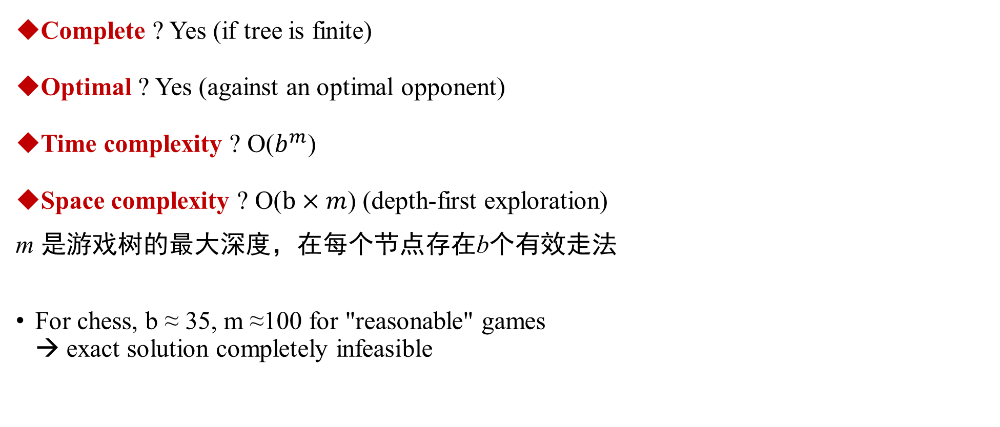 ◆Complete ? Yes (if tree is finite)
◆Optimal ? Yes (against an optimal opponent)
◆Time complexity ? O(𝑏^𝑚)
◆Space complexity ? O(b × 𝑚) (depth-first exploration)
m 是游戏树的最大深度，在每个节点存在b个有效走法
• For chess, b ≈ 35, m ≈100 for "reasonable" games
→ exact solution completely infeasible